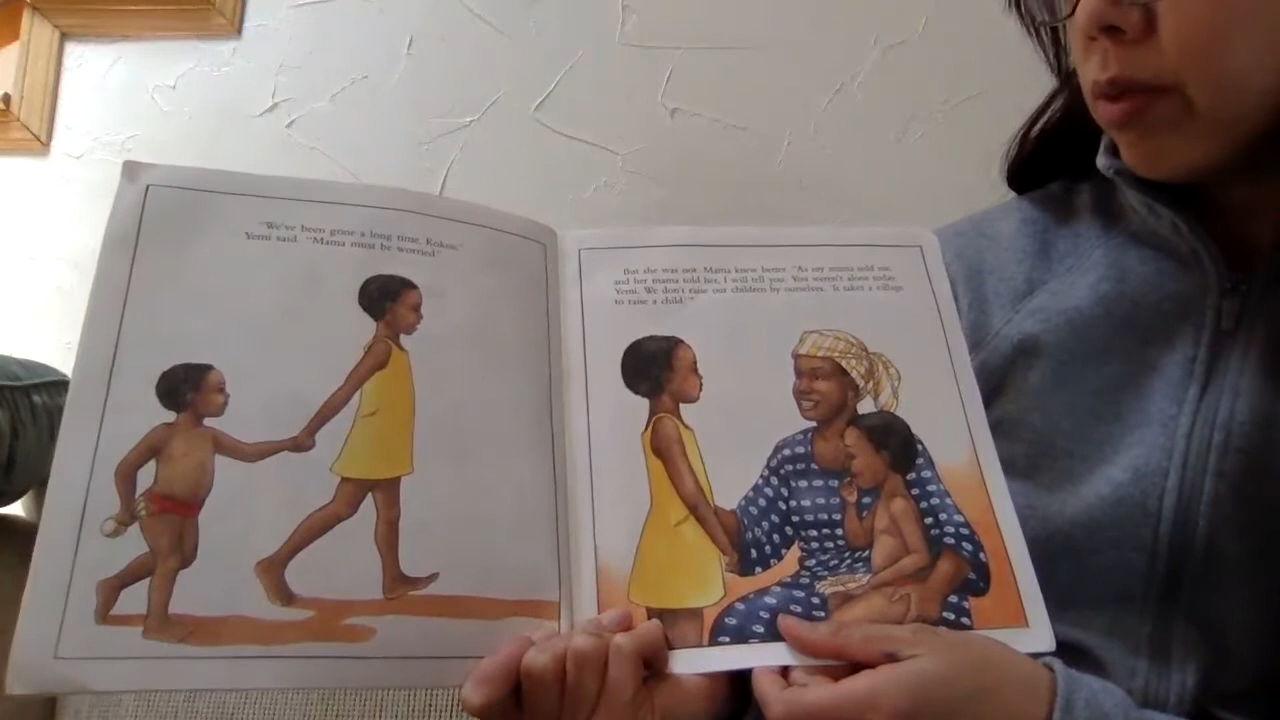 "We've been gone a long time, Kokou,"
Yemi said. "Mama must be worried."
But she was not. Mama knew better. "As my mama told me,
and her mama told her, I will tell you. You weren't alone today,
Yemi. We don't raise our children by ourselves. 'It takes a village
to raise a child.'"